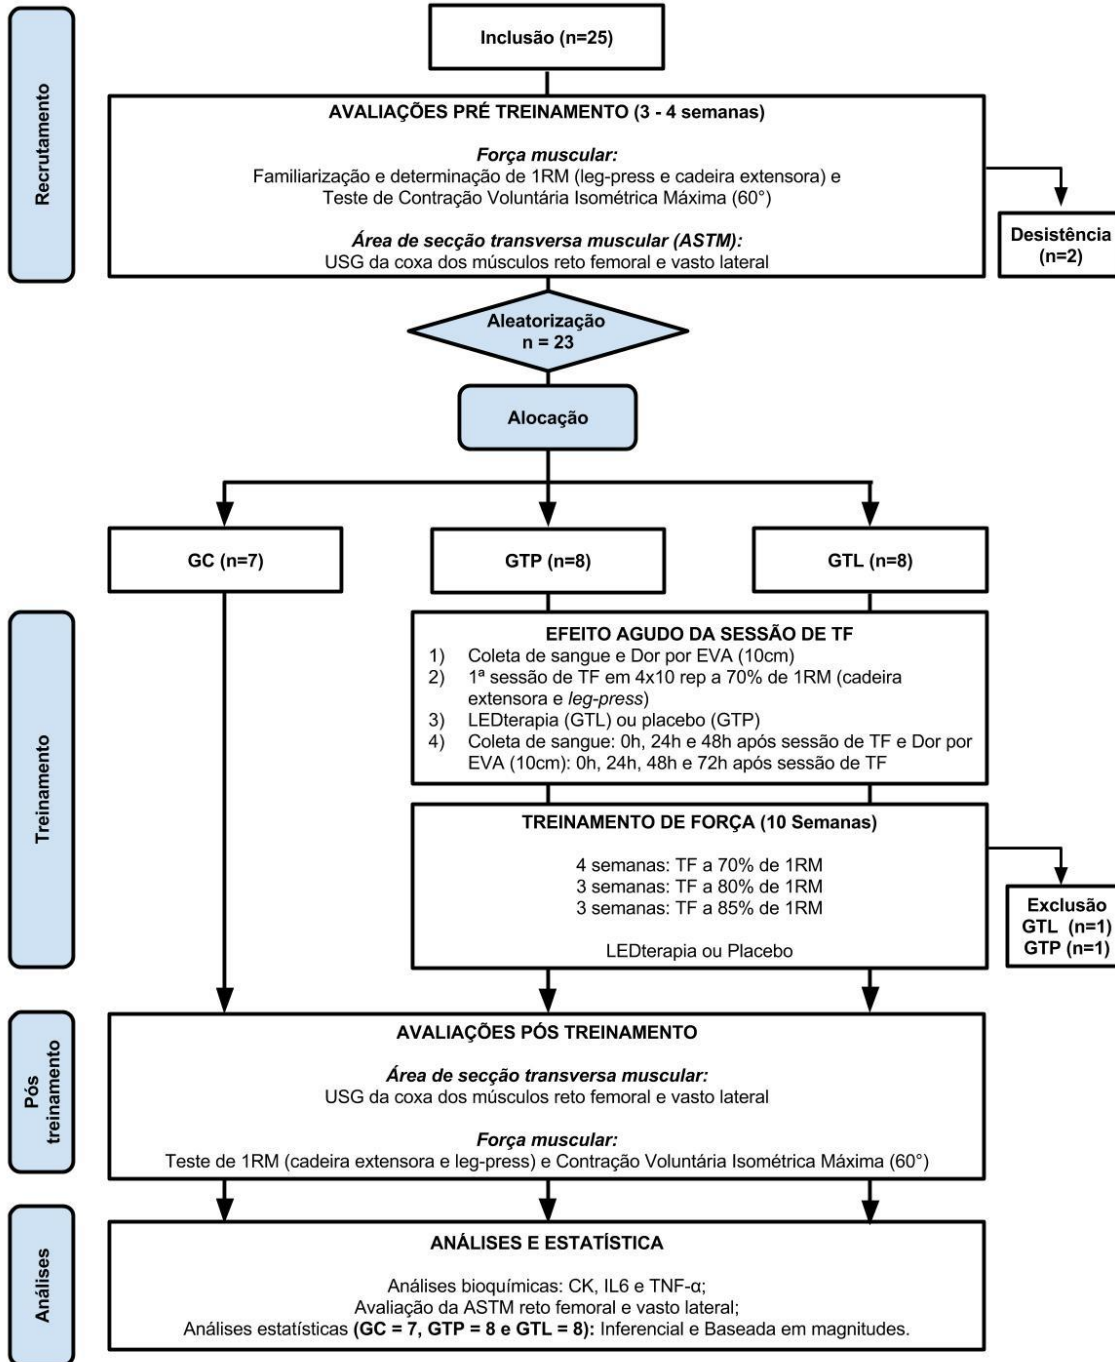 Recrutamento
Inclusão (n=25)
AVALIAÇÕES PRÉ TREINAMENTO (3 - 4 semanas)
Força muscular:
Familiarização e determinação de 1RM (leg-press e cadeira extensora) e
Teste de Contração Voluntária Isométrica Máxima (60°)
Área de secção transversa muscular (ASTM):
USG da coxa dos músculos reto femoral e vasto lateral
Desistência
(n=2)
Aleatorização
n = 23
Alocação
GC (n=7)
GTP (n=8)
GTL (n=8)
Treinamento
EFEITO AGUDO DA SESSÃO DE TF
1) Coleta de sangue e Dor por EVA (10cm)
2) 1ª sessão de TF em 4x10 rep a 70% de 1RM (cadeira
extensora e leg-press)
3) LEDterapia (GTL) ou placebo (GTP)
4) Coleta de sangue: 0h, 24h e 48h após sessão de TF e Dor por
EVA (10cm): 0h, 24h, 48h e 72h após sessão de TF
TREINAMENTO DE FORÇA (10 Semanas)
4 semanas: TF a 70% de 1RM
3 semanas: TF a 80% de 1RM
3 semanas: TF a 85% de 1RM
LEDterapia ou Placebo
Exclusão
GTL (n=1)
GTP (n=1)
Pós
treinamento
AVALIAÇÕES PÓS TREINAMENTO
Área de secção transversa muscular:
USG da coxa dos músculos reto femoral e vasto lateral
Força muscular:
Teste de 1RM (cadeira extensora e leg-press) e Contração Voluntária Isométrica Máxima (60°)
Análises
ANÁLISES E ESTATÍSTICA
Análises bioquímicas: CK, IL6 e TNF-α;
Avaliação da ASTM reto femoral e vasto lateral;
Análises estatísticas (GC = 7, GTP = 8 e GTL = 8): Inferencial e Baseada em magnitudes.